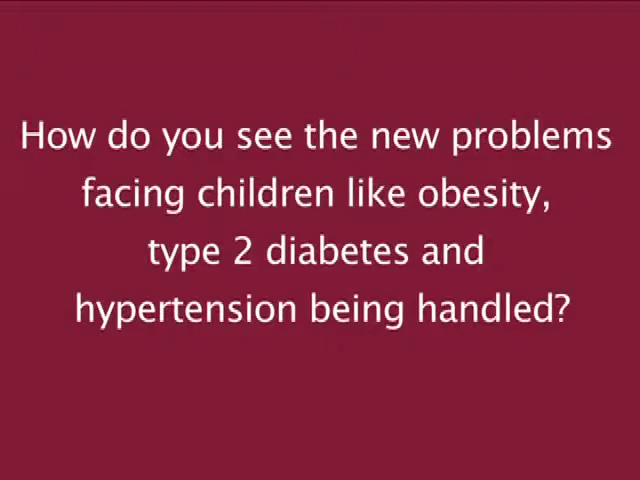 How do you see the new problems
facing children like obesity,
type 2 diabetes and
hypertension being handled?